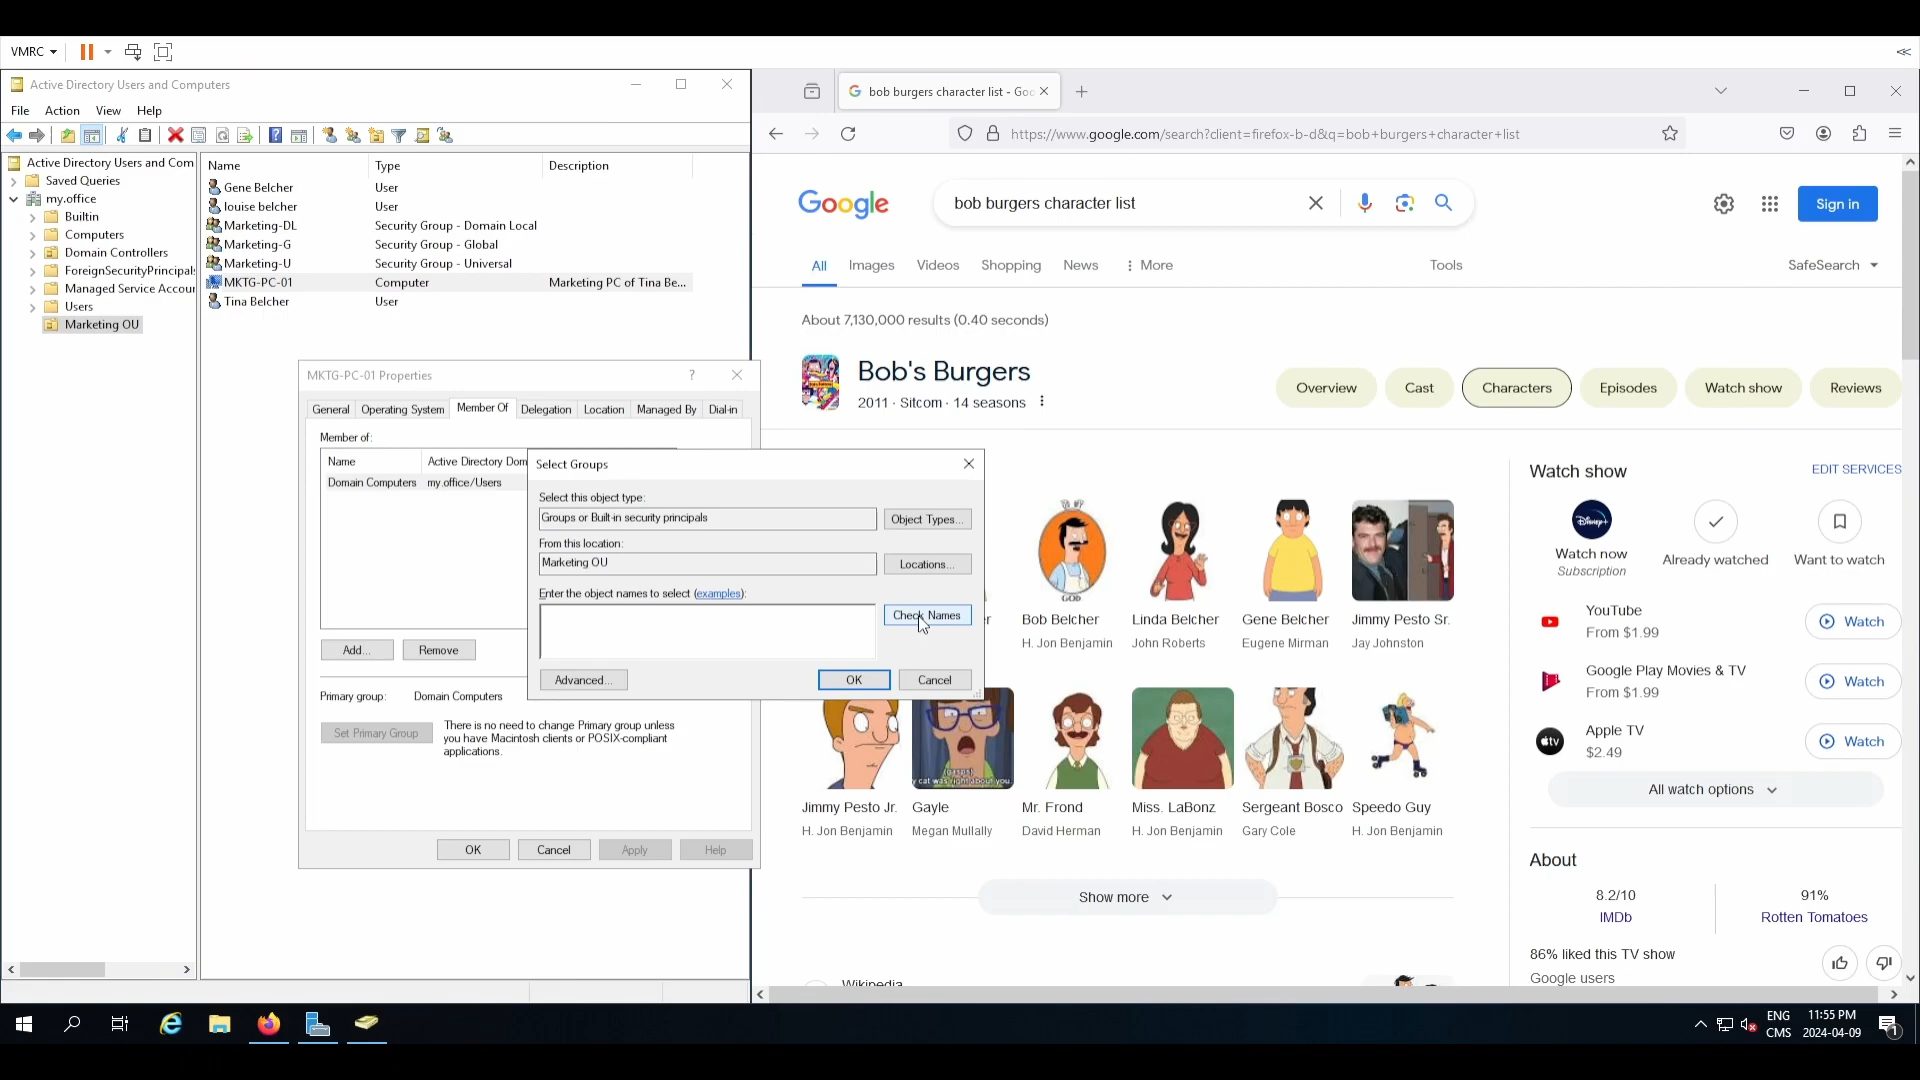 VMRC
Active Directory Users and Computers
File Action View Help
Active Directory Users and Com
Saved Queries
my.office
Builtin
Computers
Domain Controllers
ForeignSecurityPrincipals
Managed Service Accour
Users
Marketing OU
Name Type Description
Gene Belcher User
louise belcher User
Marketing-DL Security Group - Domain Local
Marketing-G Security Group - Global
Marketing-U Security Group - Universal
MKTG-PC-01 Computer Marketing PC of Tina Be...
Tina Belcher User
MKTG-PC-01 Properties
?
General Operating System Member Of Delegation Location Managed By Dial-in
Member of:
Name Active Directory Dom
Domain Computers my.office/Users
Add... Remove
Primary group: Domain Computers
Set Primary Group
There is no need to change Primary group unless
you have Macintosh clients or POSIX-compliant
applications.
OK Cancel Apply Help
Select Groups
Select this object type:
Groups or Built-in security principals
Object Types...
From this location:
Marketing OU
Locations...
Enter the object names to select (examples):
Check Names
Advanced...
OK Cancel
bob burgers character list - Goo
https://www.google.com/search?client=firefox-b-d&q=bob+burgers+character+list
Google
bob burgers character list
Sign in
All Images Videos Shopping News More Tools SafeSearch
About 7,130,000 results (0.40 seconds)
Bob's Burgers
2011 · Sitcom · 14 seasons
Overview Cast Characters Episodes Watch show Reviews
GOD
Bob Belcher Linda Belcher Gene Belcher Jimmy Pesto Sr.
H. Jon Benjamin John Roberts Eugene Mirman Jay Johnston
(gasps)
y cat was right about you.
Jimmy Pesto Jr. Gayle Mr. Frond Miss. LaBonz Sergeant Bosco Speedo Guy
H. Jon Benjamin Megan Mullally David Herman H. Jon Benjamin Gary Cole H. Jon Benjamin
Show more
Wikipedia
Watch show
EDIT SERVICES
Disney+
Watch now
Subscription
Already watched
Want to watch
YouTube
From $1.99
Watch
Google Play Movies & TV
From $1.99
Watch
tv
Apple TV
$2.49
Watch
All watch options
About
8.2/10 91%
IMDb Rotten Tomatoes
86% liked this TV show
Google users
ENG
CMS
11:55 PM
2024-04-09
1